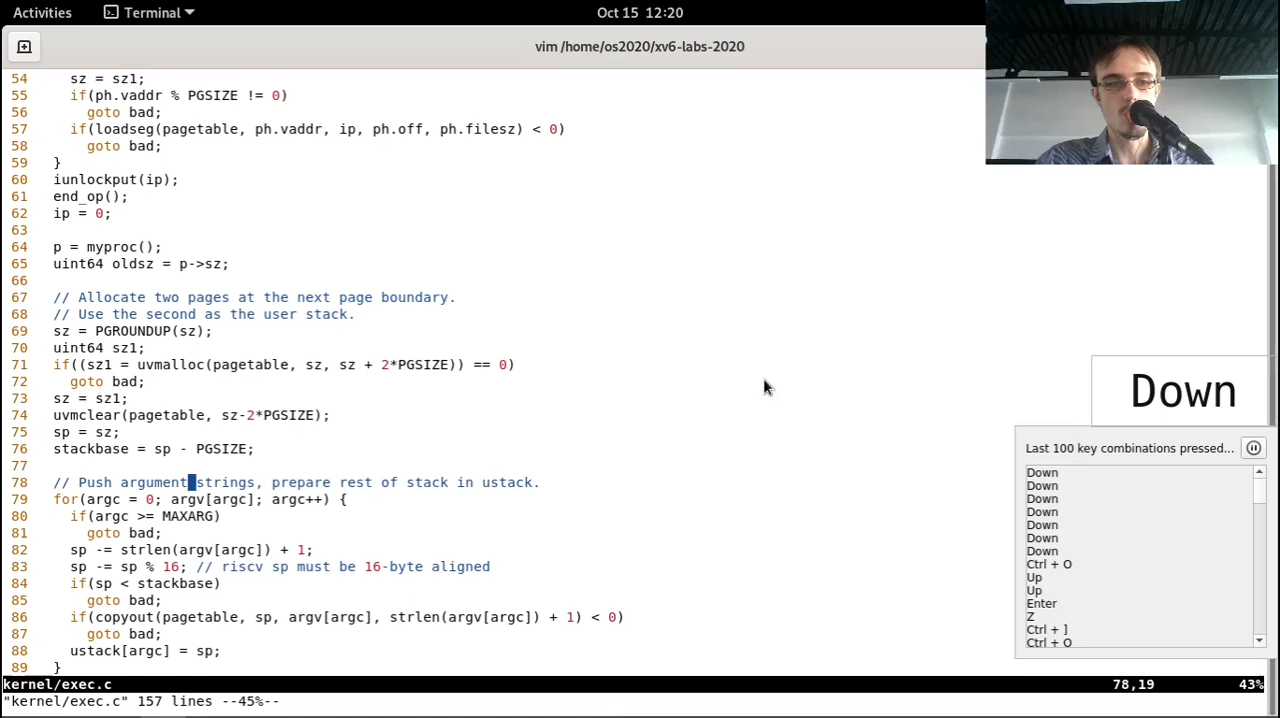 Activities
Terminal
Oct 15 12:20
vim /home/os2020/xv6-labs-2020
54 sz = sz1;
55 if(ph.vaddr % PGSIZE != 0)
56 goto bad;
57 if(loadseg(pagetable, ph.vaddr, ip, ph.off, ph.filesz) < 0)
58 goto bad;
59 }
60 iunlockput(ip);
61 end_op();
62 ip = 0;
63
64 p = myproc();
65 uint64 oldsz = p->sz;
66
67 // Allocate two pages at the next page boundary.
68 // Use the second as the user stack.
69 sz = PGROUNDUP(sz);
70 uint64 sz1;
71 if((sz1 = uvmalloc(pagetable, sz, sz + 2*PGSIZE)) == 0)
72 goto bad;
73 sz = sz1;
74 uvmclear(pagetable, sz-2*PGSIZE);
75 sp = sz;
76 stackbase = sp - PGSIZE;
77
78 // Push argument strings, prepare rest of stack in ustack.
79 for(argc = 0; argv[argc]; argc++) {
80 if(argc >= MAXARG)
81 goto bad;
82 sp -= strlen(argv[argc]) + 1;
83 sp -= sp % 16; // riscv sp must be 16-byte aligned
84 if(sp < stackbase)
85 goto bad;
86 if(copyout(pagetable, sp, argv[argc], strlen(argv[argc]) + 1) < 0)
87 goto bad;
88 ustack[argc] = sp;
89 }
kernel/exec.c 78,19 43%
"kernel/exec.c" 157 lines --45%--
Down
Last 100 key combinations pressed...
Down
Down
Down
Down
Down
Down
Down
Ctrl + O
Up
Up
Enter
Z
Ctrl + ]
Ctrl + O